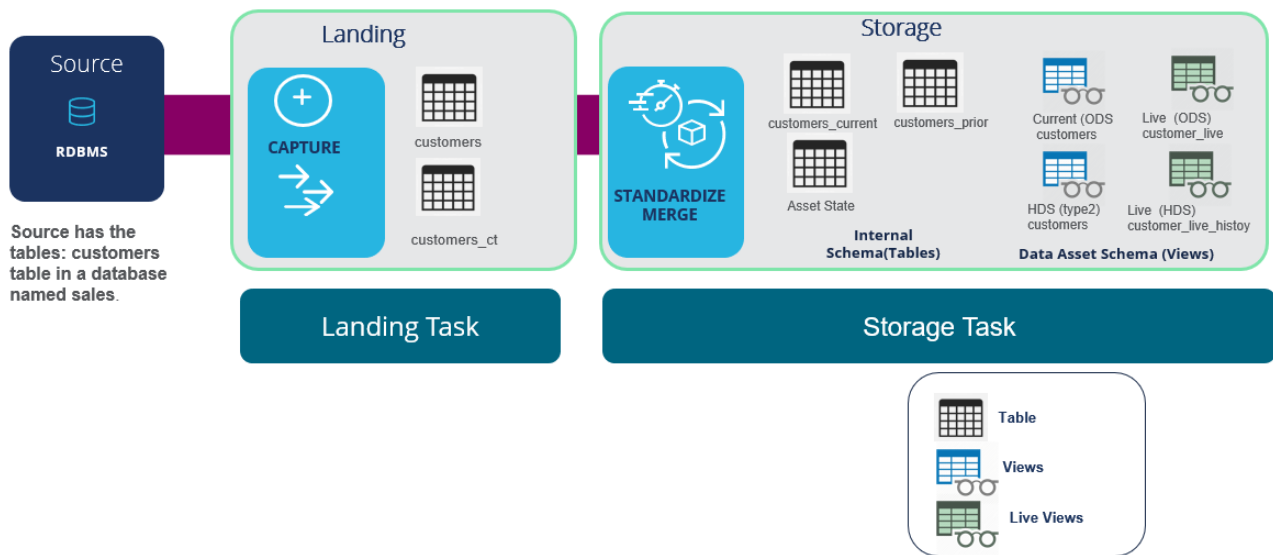 Source
RDBMS
Source has the
tables: customers
table in a database
named sales.
Landing
CAPTURE
customers
customers_ct
Landing Task
Storage
STANDARDIZE
MERGE
customers_current
customers_prior
Asset State
Internal
Schema(Tables)
Current (ODS
customers
Live (ODS)
customer_live
HDS (type2)
customers
Live (HDS)
customer_live_histoy
Data Asset Schema (Views)
Storage Task
Table
Views
Live Views